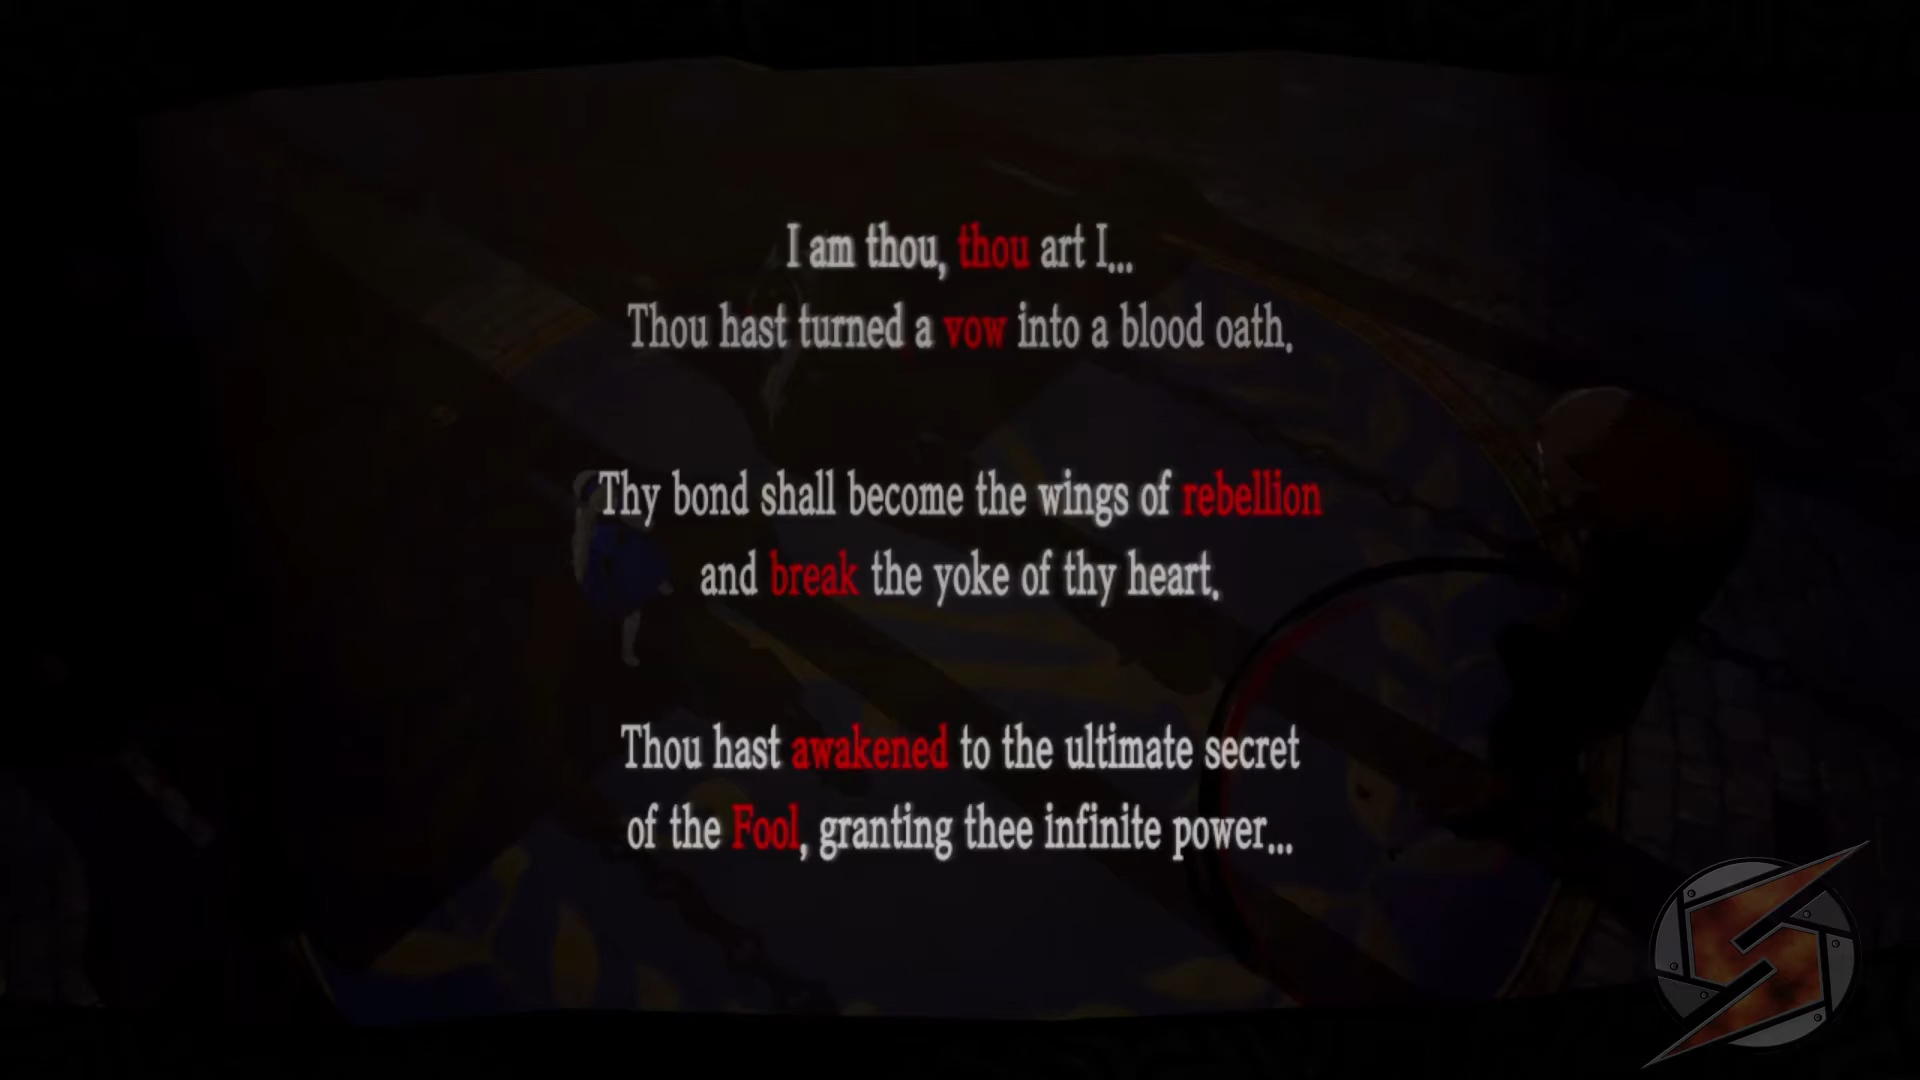 I am thou, thou art I...
Thou hast turned a vow into a blood oath.
Thy bond shall become the wings of rebellion
and break the yoke of thy heart.
Thou hast awakened to the ultimate secret
of the Fool, granting thee infinite power...